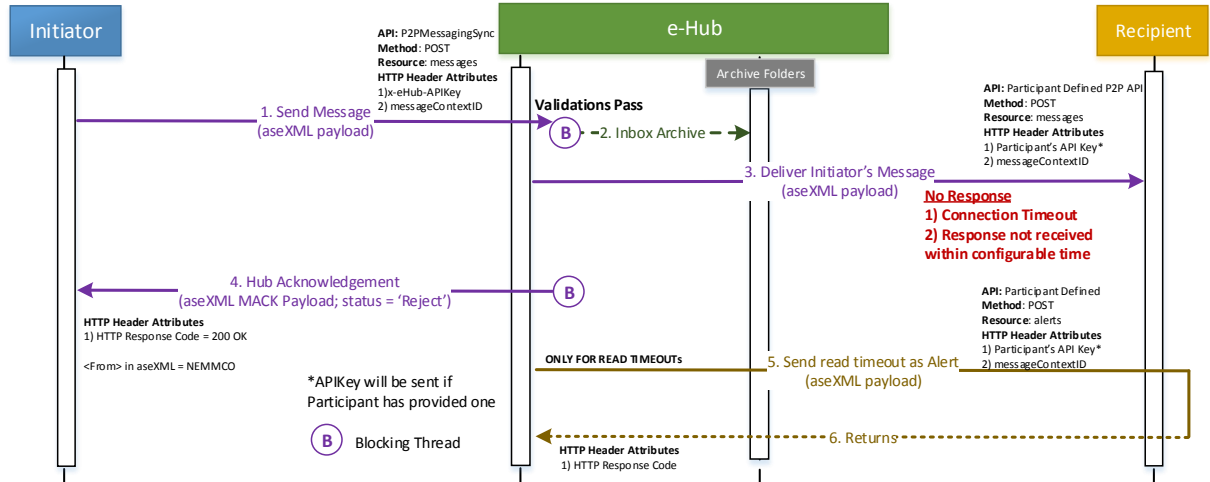 Initiator
e-Hub
Recipient
API: P2PMessagingSync
Method: POST
Resource: messages
HTTP Header Attributes
1)x-eHub-APIKey
2) messageContextID
Archive Folders
1. Send Message
(aseXML payload)
Validations Pass
B
2. Inbox Archive
API: Participant Defined P2P API
Method: POST
Resource: messages
HTTP Header Attributes
1) Participant's API Key*
2) messageContextID
3. Deliver Initiator's Message
(aseXML payload)
No Response
1) Connection Timeout
2) Response not received
within configurable time
4. Hub Acknowledgement
(aseXML MACK Payload; status = 'Reject')
B
HTTP Header Attributes
1) HTTP Response Code = 200 OK
<From> in aseXML = NEMMCO
API: Participant Defined
Method: POST
Resource: alerts
HTTP Header Attributes
1) Participant's API Key*
2) messageContextID
ONLY FOR READ TIMEOUTs
5. Send read timeout as Alert
(aseXML payload)
*APIKey will be sent if
Participant has provided one
B
Blocking Thread
6. Returns
HTTP Header Attributes
1) HTTP Response Code